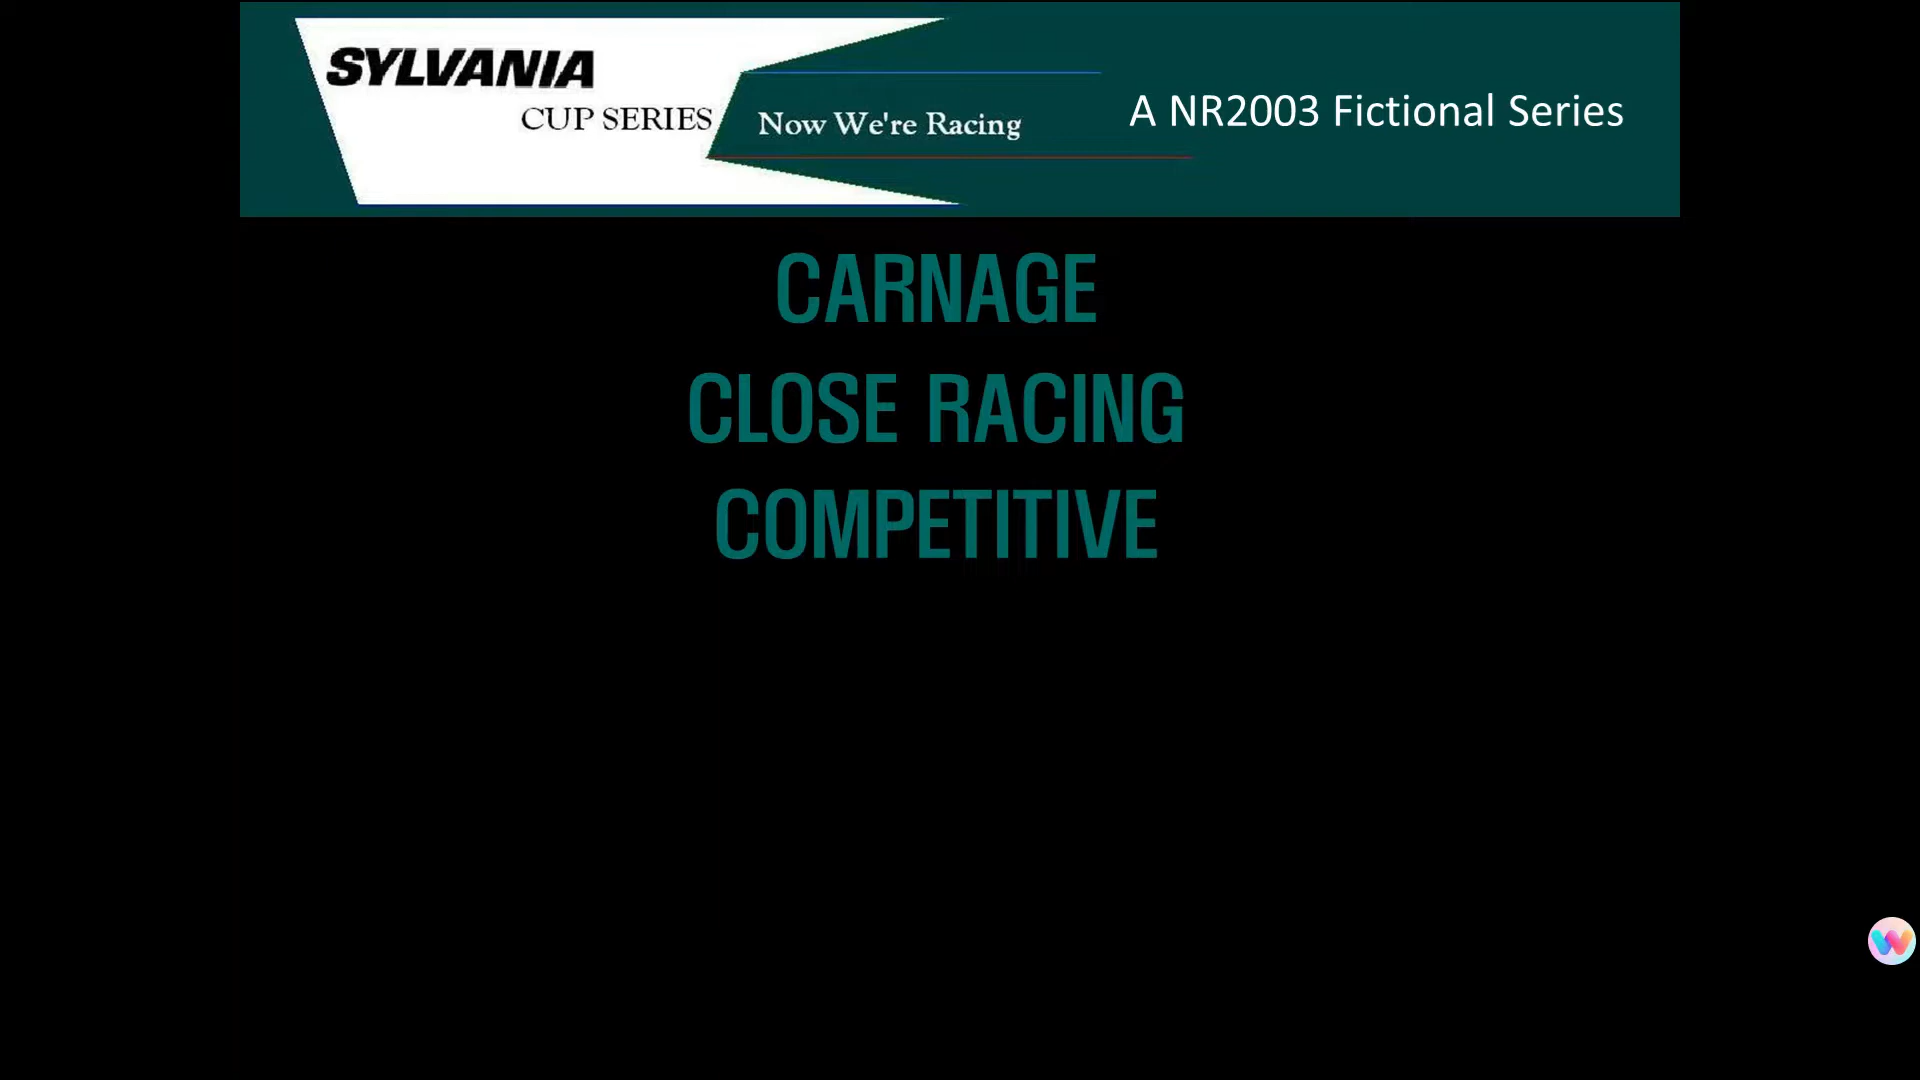 SYLVANIA
CUP SERIES
Now We're Racing
A NR2003 Fictional Series
CARNAGE
CLOSE RACING
COMPETITIVE